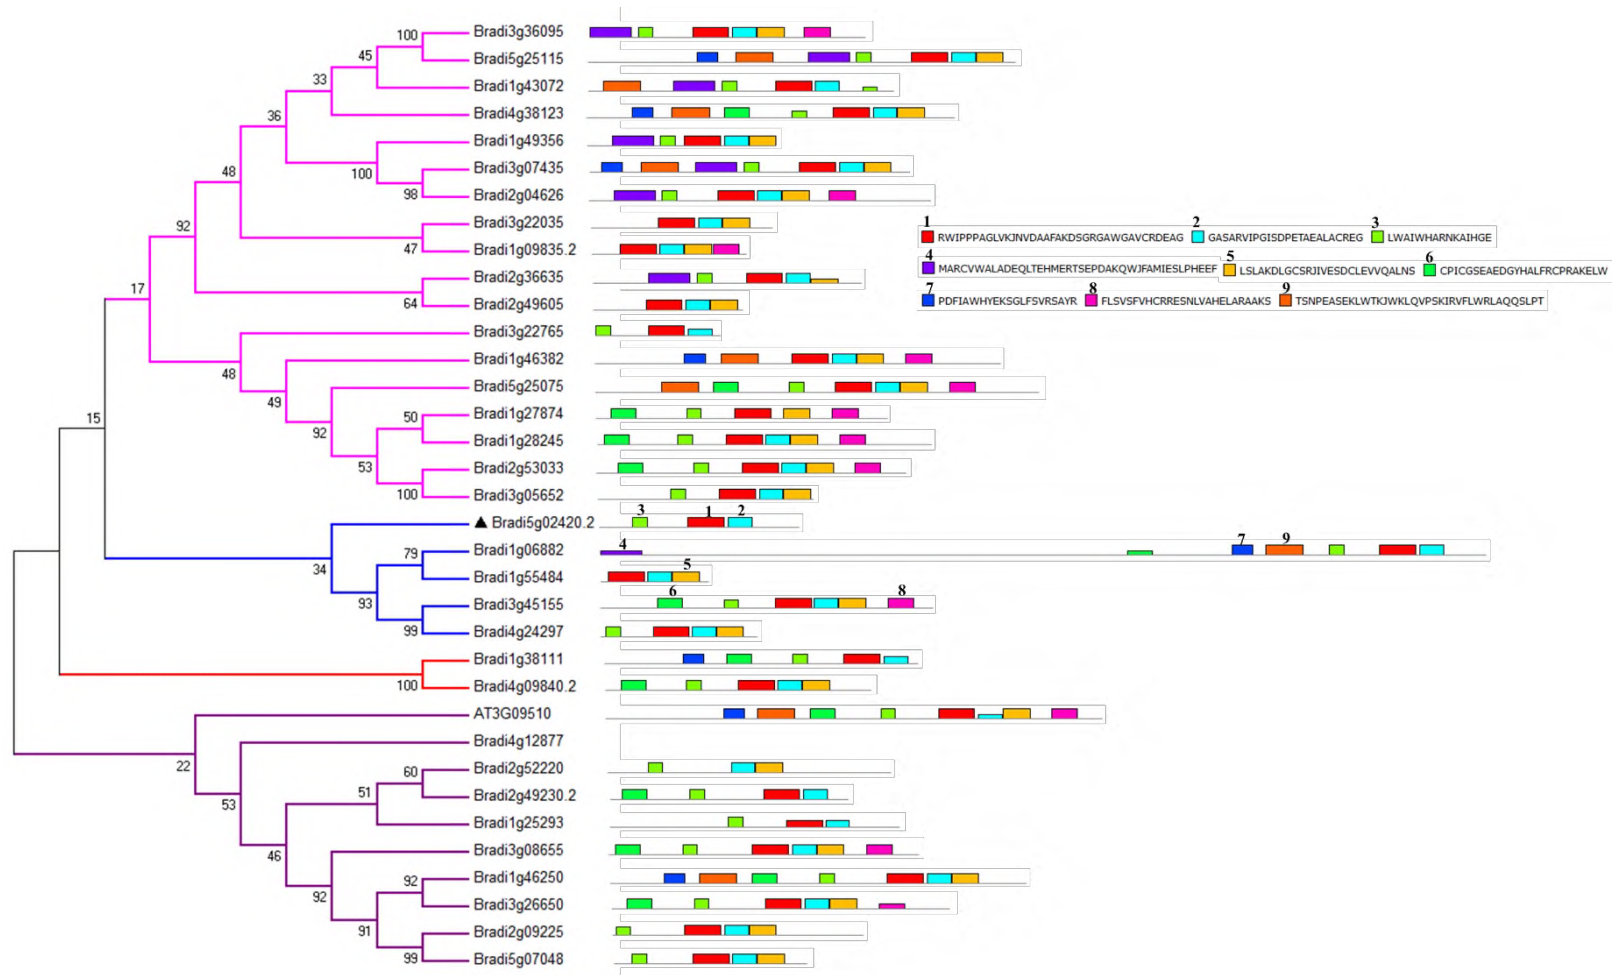 Bradi3g36095
100
45
Bradi5g25115
33
Bradi1g43072
36
Bradi4g38123
Bradi1g49356
48
100
Bradi3g07435
98
Bradi2g04626
92
Bradi3g22035
47
Bradi1g09835.2
1 2 3
RWIPPPAGLVKJNVDAAFAKDSGRGAWGAVCRDEAG GASARVIPGISDPETAEALACREG LWAIWHARNKAIHGE
4 5 6
MARCVWALADEQLTEHMERTSEPDAKQWJFAMIESLPHEEF LSLAKDLGCSRJIVESDCLEVVQALNS CPICGSEAEDGYHALFRCPRAKELW
7 8 9
PDFIAWHYEKSGLFSVRSAYR FLSVSFVHCRRESNLVAHELARAAKS TSNPEASEKLWTKJWKLQVPSKIRVFLWRLAQQSLPT
Bradi2g36635
17
64
Bradi2g49605
Bradi3g22765
48
Bradi1g46382
49
Bradi5g25075
50
Bradi1g27874
15
92
Bradi1g28245
53
Bradi2g53033
100
Bradi3g05652
▲ Bradi5g02420.2 3 1 2
79
Bradi1g06882 4 7 9
34
Bradi1g55484 5
93
Bradi3g45155 6 8
99
Bradi4g24297
Bradi1g38111
100
Bradi4g09840.2
AT3G09510
22
Bradi4g12877
53
60
Bradi2g52220
51
Bradi2g49230.2
Bradi1g25293
46
Bradi3g08655
92
92
Bradi1g46250
Bradi3g26650
91
Bradi2g09225
99
Bradi5g07048